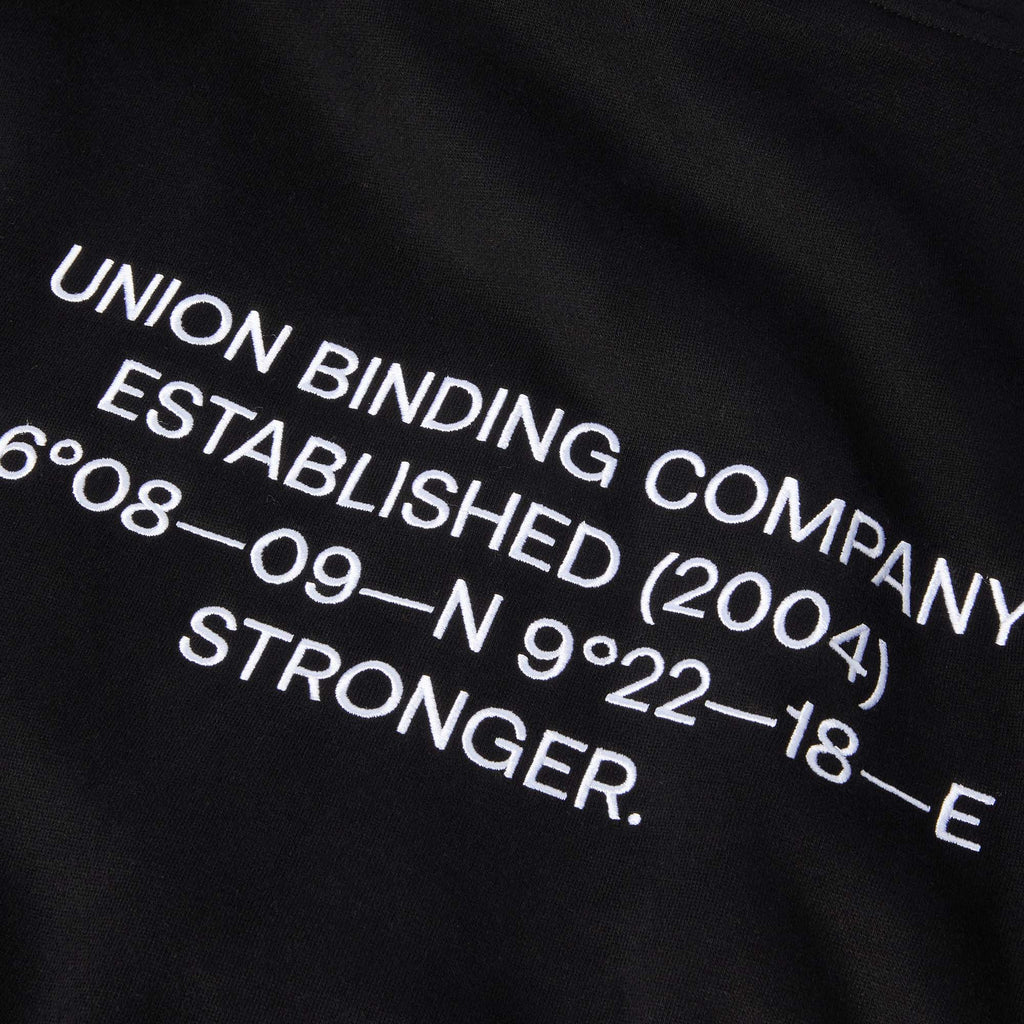 UNION BINDING COMPANY
ESTABLISHED (2004)
6°08—09—N 9°22—18—E
STRONGER.